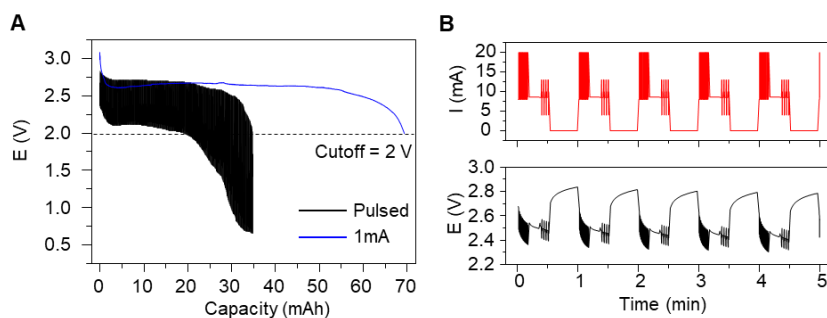 A
E (V)
3.0
2.5
2.0
1.5
1.0
0.5
Cutoff = 2 V
Pulsed
1mA
0 10 20 30 40 50 60 70
Capacity (mAh)
B
I (mA)
20
15
10
5
0
E (V)
3.0
2.8
2.6
2.4
2.2
0 1 2 3 4 5
Time (min)